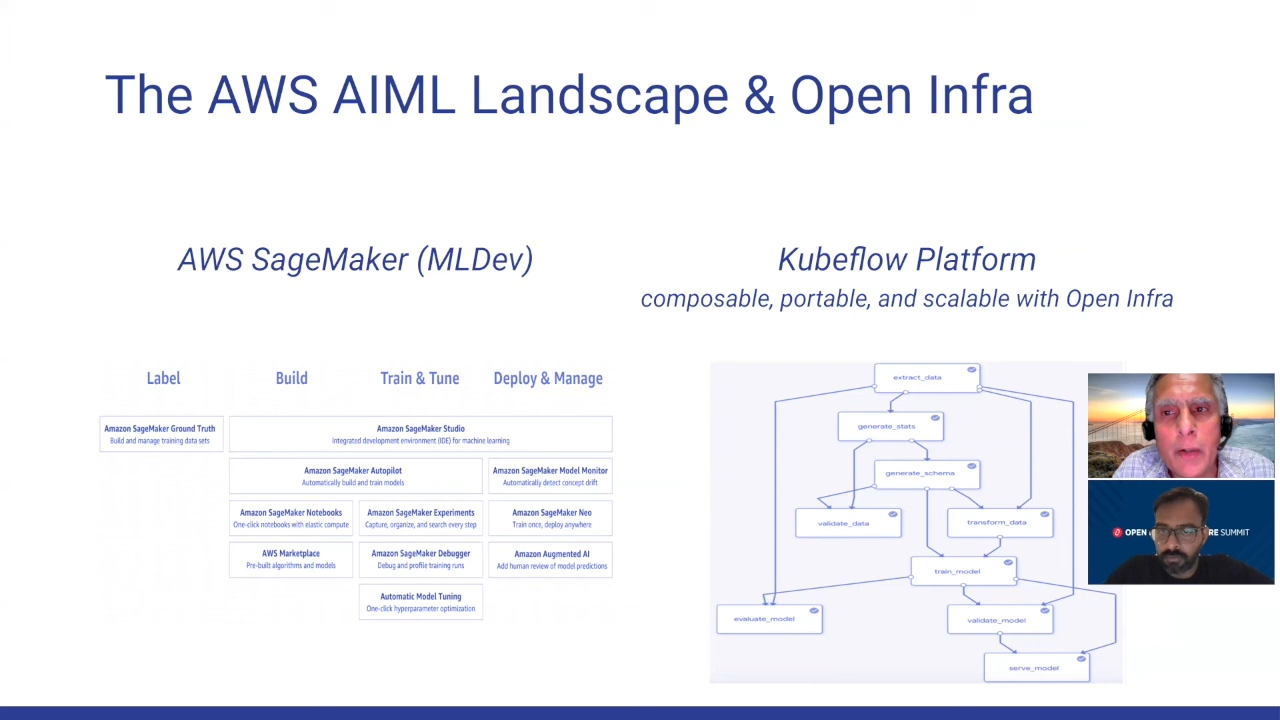 The AWS AIML Landscape & Open Infra
AWS SageMaker (MLDev)
Label
Build
Train & Tune
Deploy & Manage
Amazon SageMaker Ground Truth
Build and manage training data sets
Amazon SageMaker Studio
Integrated development environment (IDE) for machine learning
Amazon SageMaker Autopilot
Automatically build and train models
Amazon SageMaker Model Monitor
Automatically detect concept drift
Amazon SageMaker Notebooks
One-click notebooks with elastic compute
Amazon SageMaker Experiments
Capture, organize, and search every step
Amazon SageMaker Neo
Train once, deploy anywhere
AWS Marketplace
Pre-built algorithms and models
Amazon SageMaker Debugger
Debug and profile training runs
Amazon Augmented AI
Add human review of model predictions
Automatic Model Tuning
One-click hyperparameter optimization
Kubeflow Platform
composable, portable, and scalable with Open Infra
extract_data
generate_stats
generate_schema
validate_data
transform_data
train_model
evaluate_model
validate_model
serve_model
OPEN RE SUMMIT